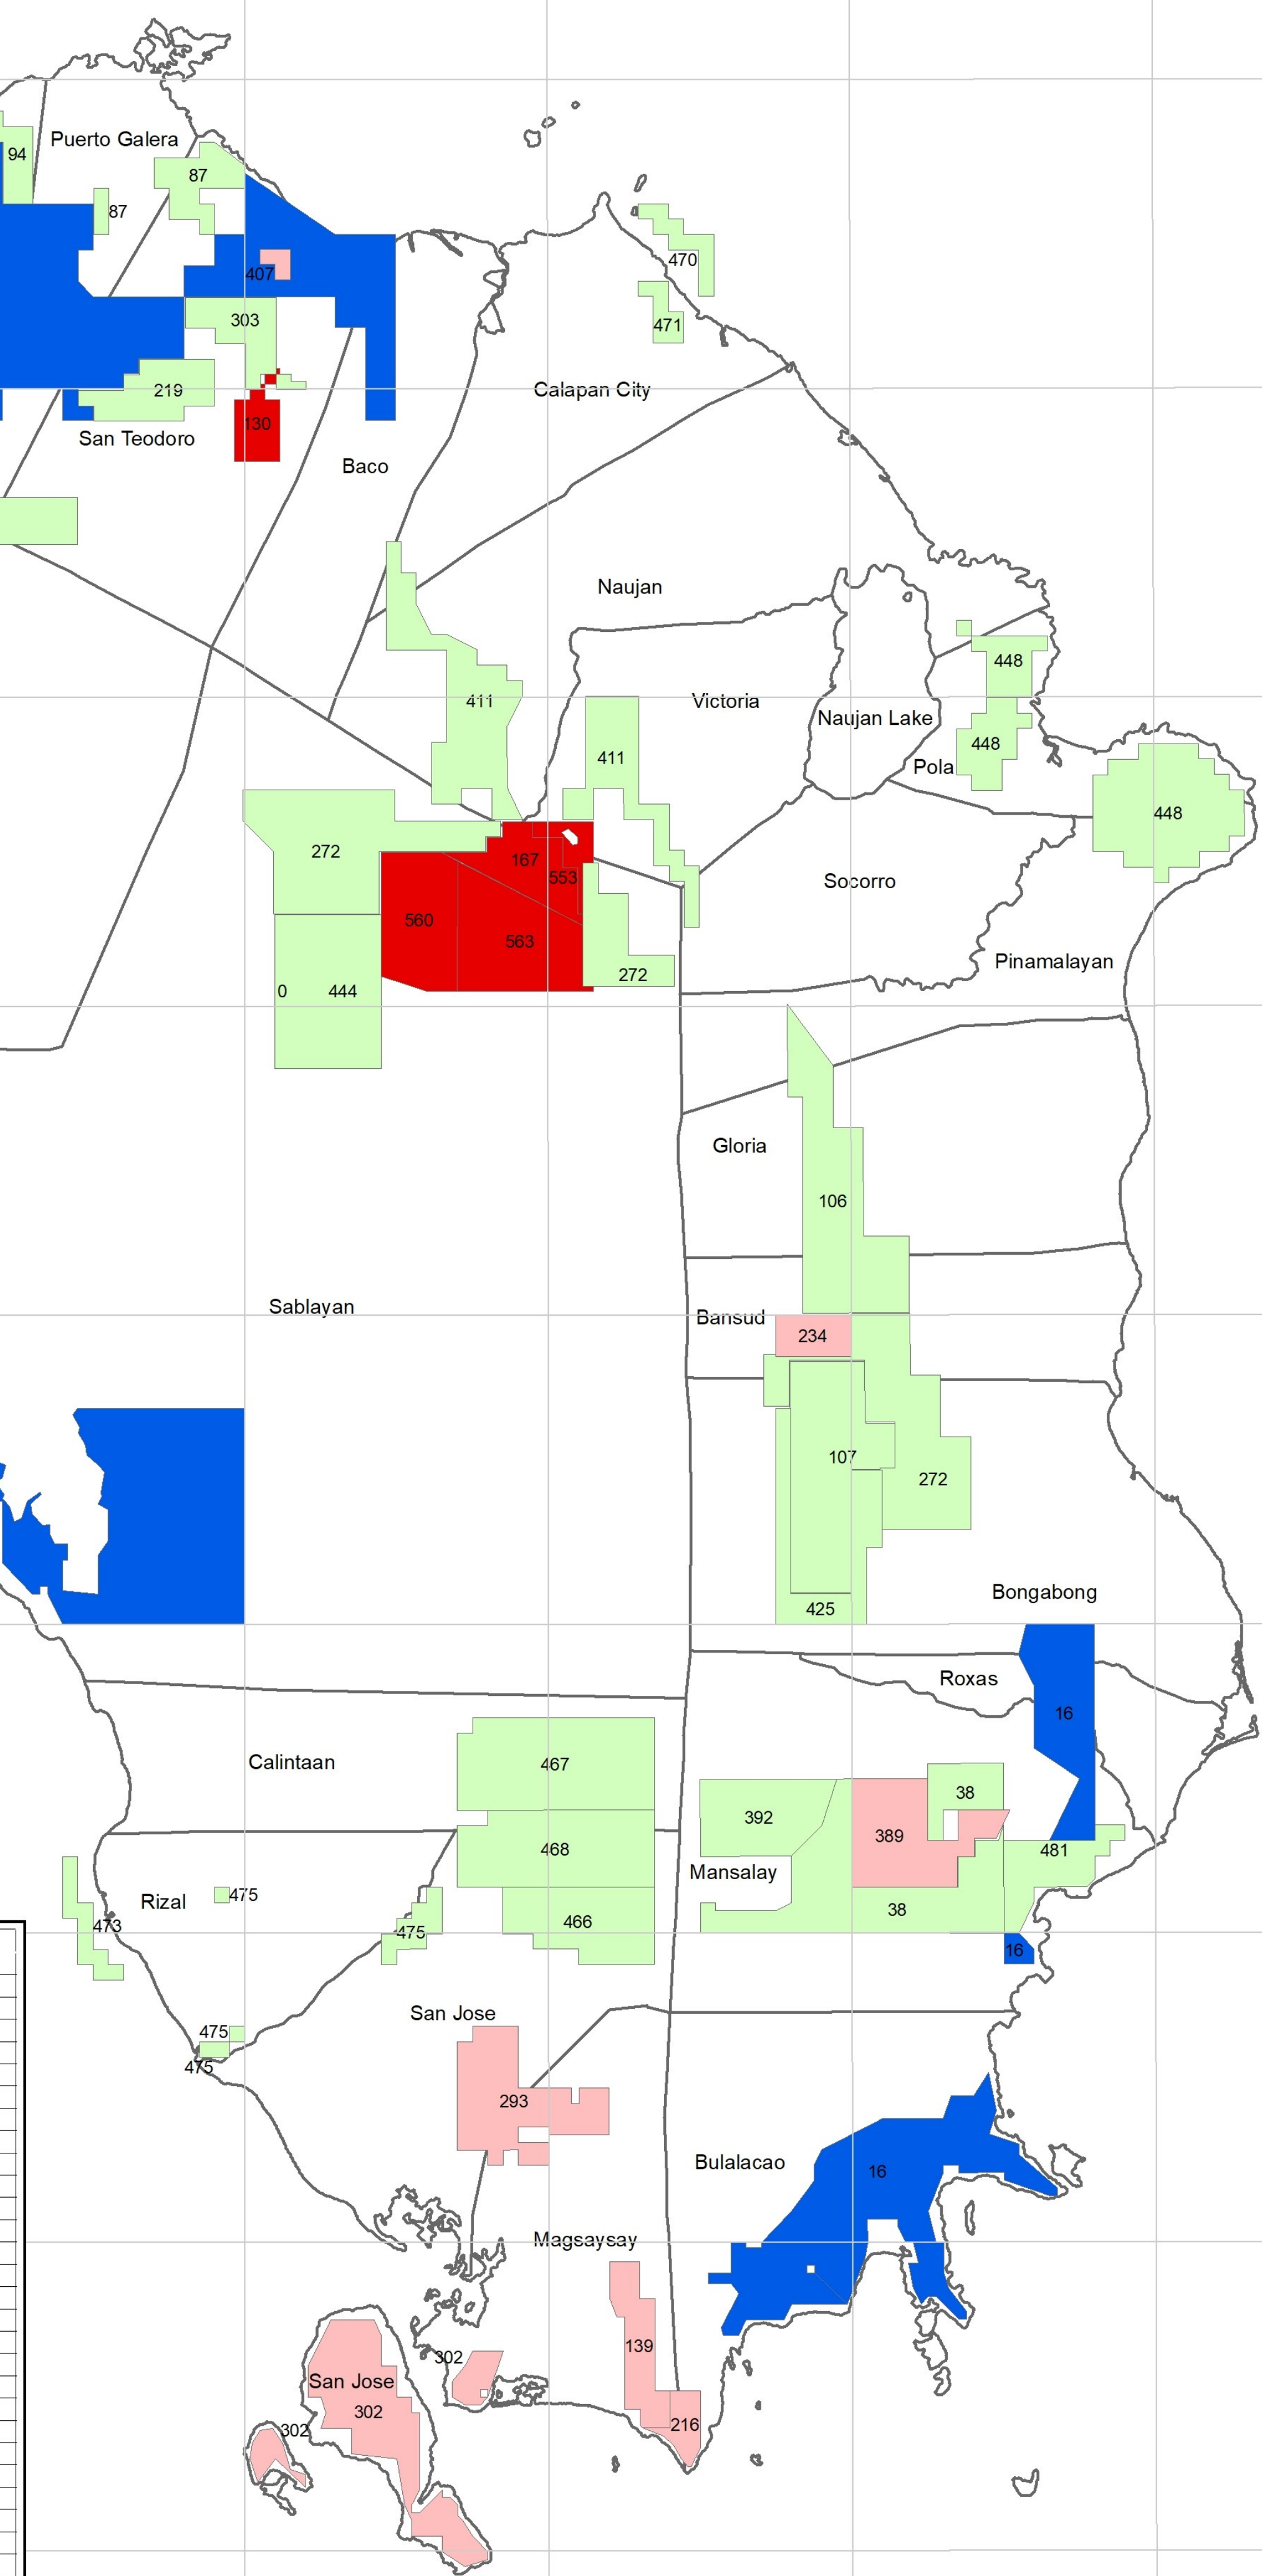 Puerto Galera
94
87
87
470
407
303
471
219
Calapan City
130
San Teodoro
Baco
Naujan
448
411
Victoria
Naujan Lake
448
411
Pola
448
272
167
553
Socorro
560
563
Pinamalayan
272
0
444
Gloria
106
Sablayan
Bansud
234
107
272
Bongabong
425
Roxas
16
Calintaan
467
38
392
389
468
481
Mansalay
475
Rizal
38
466
473
475
16
San Jose
475
475
293
Bulalacao
16
Magsaysay
139
302
San Jose
302
216
302